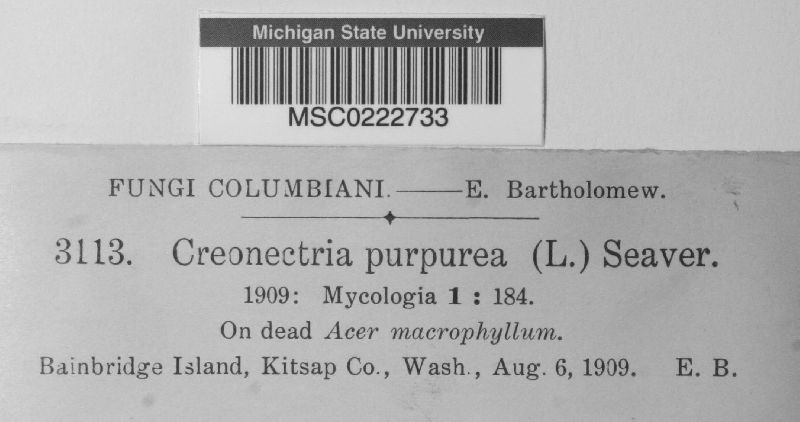 Michigan State University
MSC0222733
FUNGI COLUMBIANI.——E. Bartholomew.
3113. Creonectria purpurea (L.) Seaver.
1909: Mycologia 1 : 184.
On dead Acer macrophyllum.
Bainbridge Island, Kitsap Co., Wash., Aug. 6, 1909. E. B.